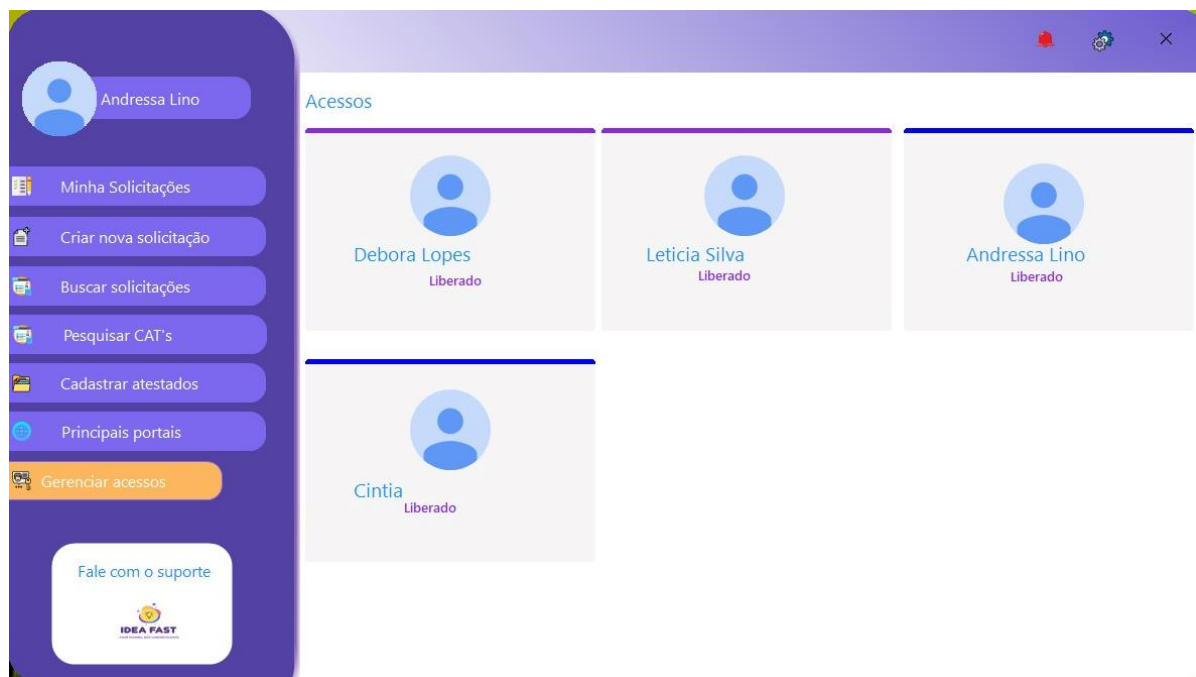 Andressa Lino
Minha Solicitações
Criar nova solicitação
Buscar solicitações
Pesquisar CAT's
Cadastrar atestados
Principais portais
Gerenciar acessos
Fale com o suporte
IDEA FAST
Acessos
Debora Lopes
Liberado
Leticia Silva
Liberado
Andressa Lino
Liberado
Cintia
Liberado